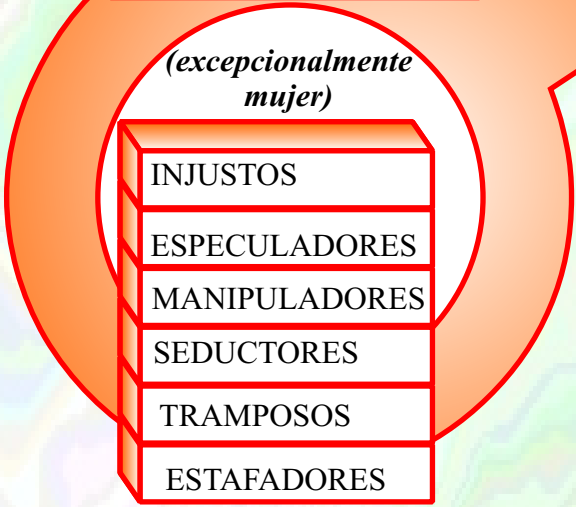 (excepcionalmente
mujer)
INJUSTOS
ESPECULADORES
MANIPULADORES
SEDUCTORES
TRAMPOSOS
ESTAFADORES